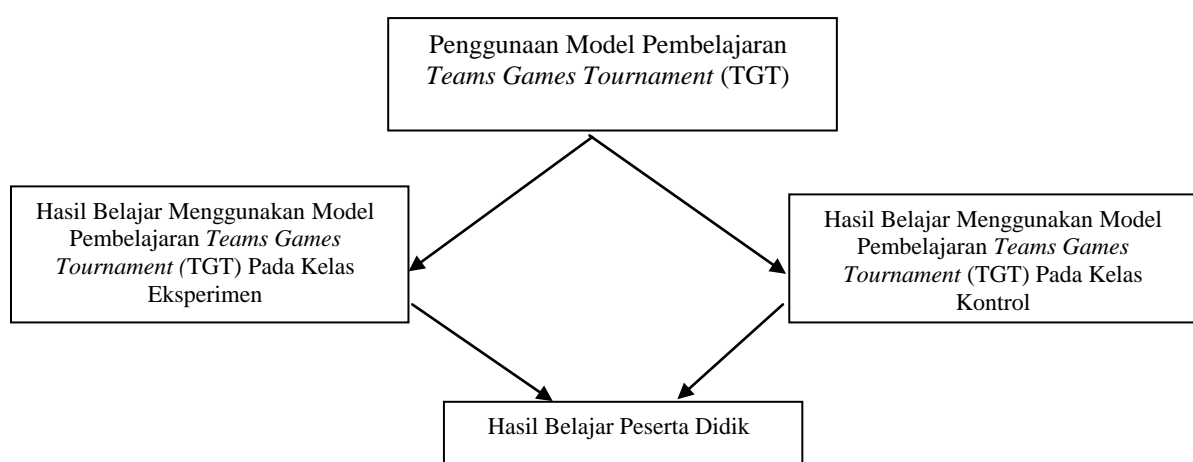 Penggunaan Model Pembelajaran
Teams Games Tournament (TGT)
Hasil Belajar Menggunakan Model
Pembelajaran Teams Games
Tournament (TGT) Pada Kelas
Eksperimen
Hasil Belajar Menggunakan Model
Pembelajaran Teams Games
Tournament (TGT) Pada Kelas
Kontrol
Hasil Belajar Peserta Didik